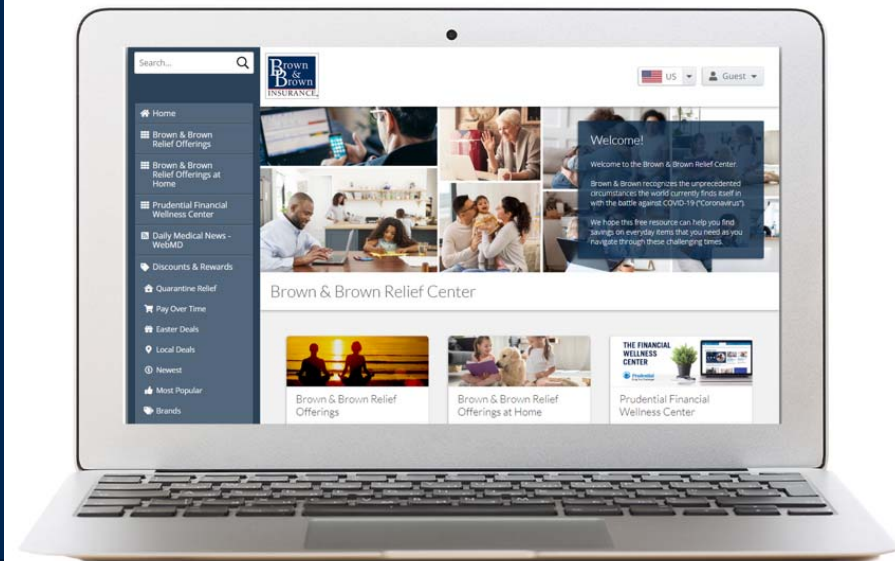 Search...
Brown
&
Brown
INSURANCE
US
Guest
Home
Brown & Brown
Relief Offerings
Brown & Brown
Relief Offerings at
Home
Prudential Financial
Wellness Center
Daily Medical News -
WebMD
Discounts & Rewards
Quarantine Relief
Pay Over Time
Easter Deals
Local Deals
Newest
Most Popular
Brands
Welcome!
Welcome to the Brown & Brown Relief Center.
Brown & Brown recognizes the unprecedented
circumstances the world currently finds itself in
with the battle against COVID-19 ("Coronavirus").
We hope this free resource can help you find
savings on everyday items that you need as you
navigate through these challenging times.
Brown & Brown Relief Center
THE FINANCIAL
WELLNESS
CENTER
Prudential
Brown & Brown Relief
Offerings
Brown & Brown Relief
Offerings at Home
Prudential Financial
Wellness Center